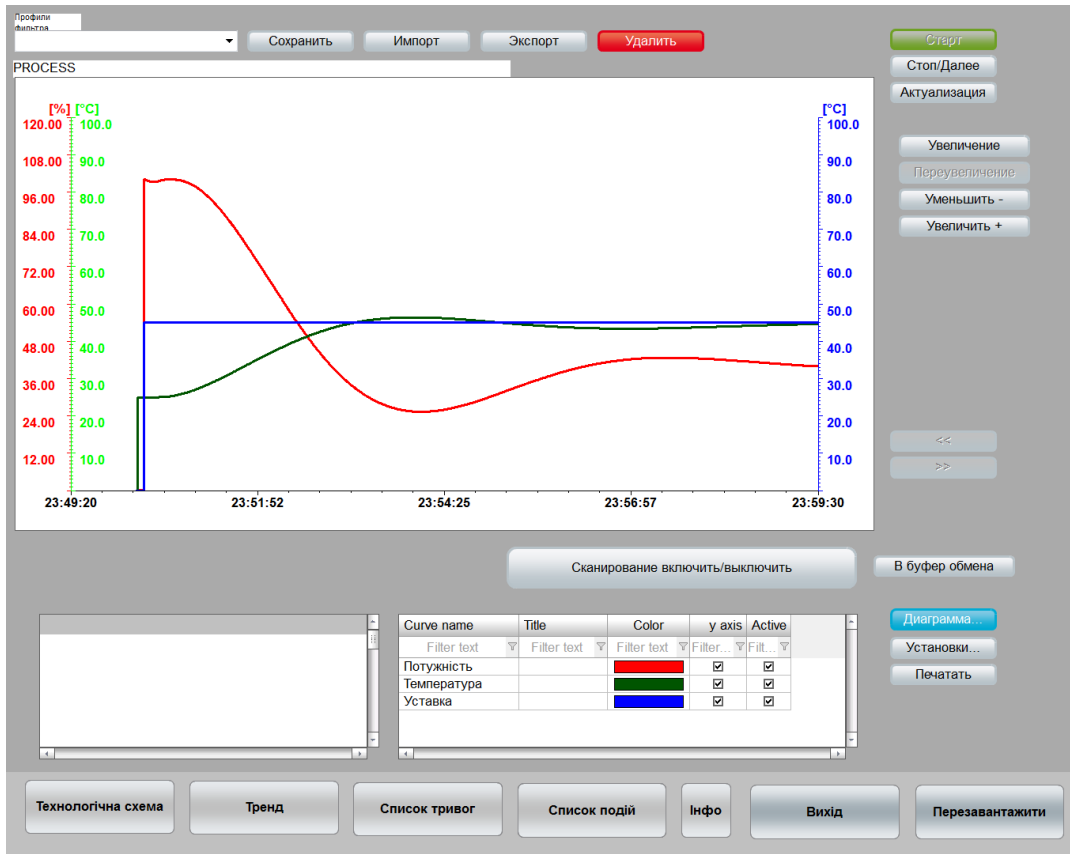 Профили
фильтра
Сохранить Импорт Экспорт Удалить Старт
PROCESS Стоп/Далее
Актуализация
[%] [°C] [°C]
120.00 100.0 100.0
Увеличение
108.00 90.0 90.0
Переувеличение
96.00 80.0 80.0 Уменьшить -
84.00 70.0 70.0 Увеличить +
72.00 60.0 60.0
60.00 50.0 50.0
48.00 40.0 40.0
36.00 30.0 30.0
24.00 20.0 20.0
<<
12.00 10.0 10.0 >>
23:49:20 23:51:52 23:54:25 23:56:57 23:59:30
Сканирование включить/выключить В буфер обмена
Curve name Title Color y axis Active Диаграмма...
Filter text Filter text Filter text Filter... Filt... Установки...
Потужність Печатать
Температура
Уставка
Технологічна схема Тренд Список тривог Список подій Інфо Вихід Перезавантажити